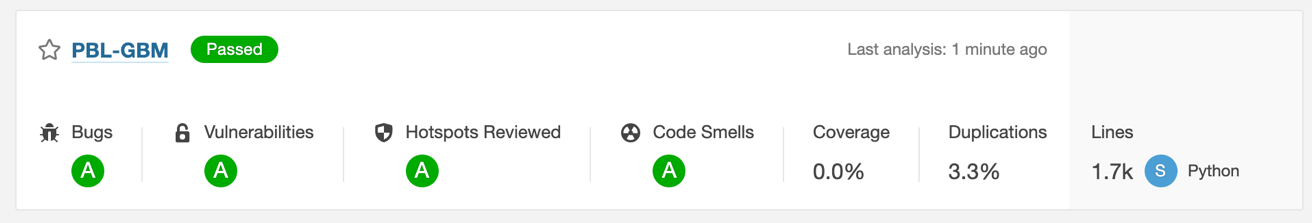 PBL-GBM Passed Last analysis: 1 minute ago
Bugs Vulnerabilities Hotspots Reviewed Code Smells Coverage Duplications Lines
A A A A 0.0% 3.3% 1.7k S Python